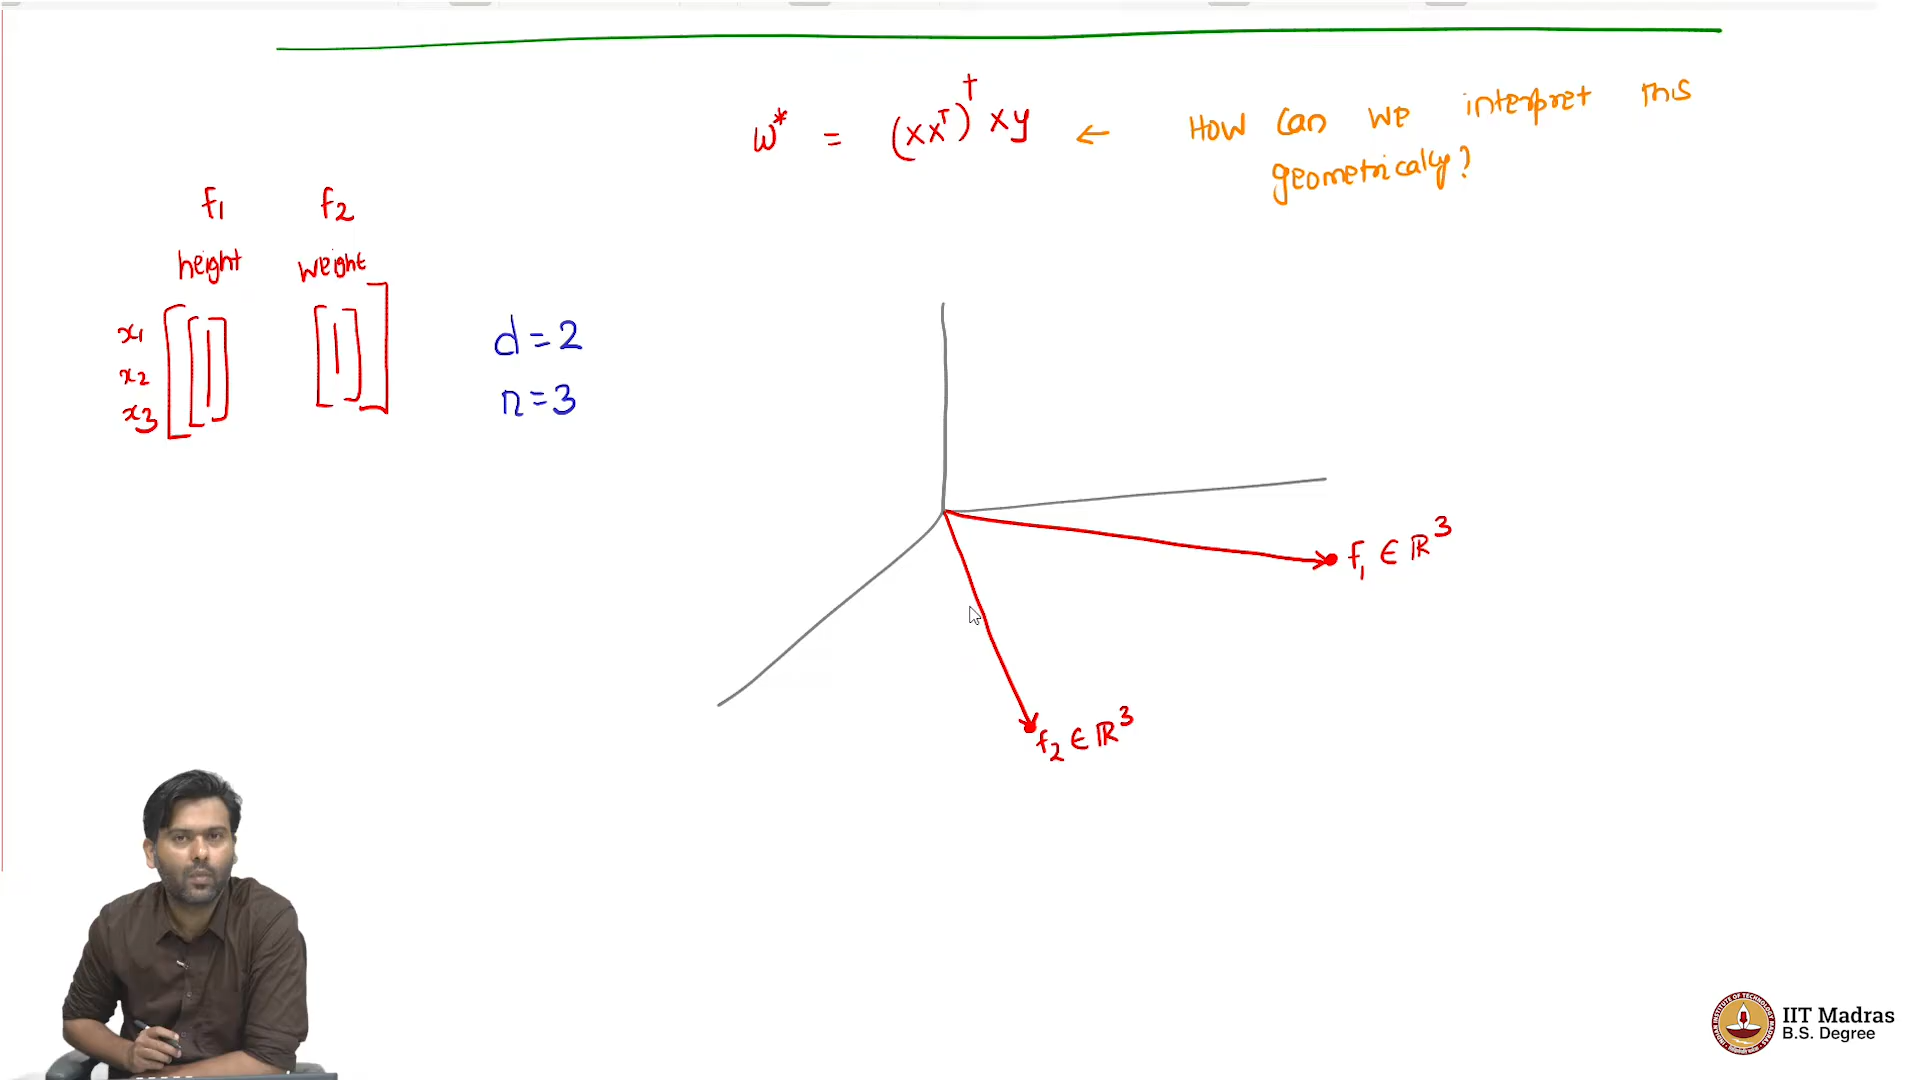 w* = (XXᵀ)† Xy ← How can we interpret this
geometrically?
f₁ f₂
height weight
x₁
x₂
x₃
d = 2
n = 3
f₁ ∈ ℝ³
f₂ ∈ ℝ³
IIT Madras
B.S. Degree